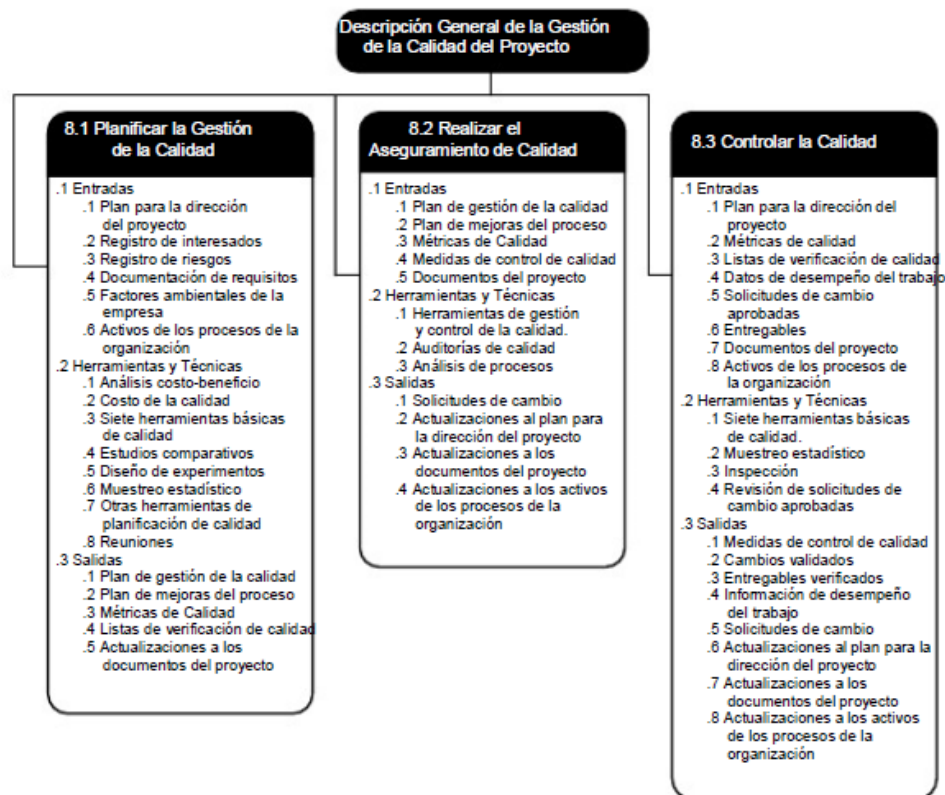 Descripción General de la Gestión
de la Calidad del Proyecto
8.1 Planificar la Gestión
de la Calidad
.1 Entradas
.1 Plan para la dirección
del proyecto
.2 Registro de interesados
.3 Registro de riesgos
.4 Documentación de requisitos
.5 Factores ambientales de la
empresa
.6 Activos de los procesos de la
organización
.2 Herramientas y Técnicas
.1 Análisis costo-beneficio
.2 Costo de la calidad
.3 Siete herramientas básicas
de calidad
.4 Estudios comparativos
.5 Diseño de experimentos
.6 Muestreo estadístico
.7 Otras herramientas de
planificación de calidad
.8 Reuniones
.3 Salidas
.1 Plan de gestión de la calidad
.2 Plan de mejoras del proceso
.3 Métricas de Calidad
.4 Listas de verificación de calidad
.5 Actualizaciones a los
documentos del proyecto
8.2 Realizar el
Aseguramiento de Calidad
.1 Entradas
.1 Plan de gestión de la calidad
.2 Plan de mejoras del proceso
.3 Métricas de Calidad
.4 Medidas de control de calidad
.5 Documentos del proyecto
.2 Herramientas y Técnicas
.1 Herramientas de gestión
y control de la calidad.
.2 Auditorías de calidad
.3 Análisis de procesos
.3 Salidas
.1 Solicitudes de cambio
.2 Actualizaciones al plan para
la dirección del proyecto
.3 Actualizaciones a los
documentos del proyecto
.4 Actualizaciones a los activos
de los procesos de la
organización
8.3 Controlar la Calidad
.1 Entradas
.1 Plan para la dirección del
proyecto
.2 Métricas de calidad
.3 Listas de verificación de calidad
.4 Datos de desempeño del trabajo
.5 Solicitudes de cambio
aprobadas
.6 Entregables
.7 Documentos del proyecto
.8 Activos de los procesos de
la organización
.2 Herramientas y Técnicas
.1 Siete herramientas básicas
de calidad.
.2 Muestreo estadístico
.3 Inspección
.4 Revisión de solicitudes de
cambio aprobadas
.3 Salidas
.1 Medidas de control de calidad
.2 Cambios validados
.3 Entregables verificados
.4 Información de desempeño
del trabajo
.5 Solicitudes de cambio
.6 Actualizaciones al plan para la
dirección del proyecto
.7 Actualizaciones a los
documentos del proyecto
.8 Actualizaciones a los activos
de los procesos de la
organización